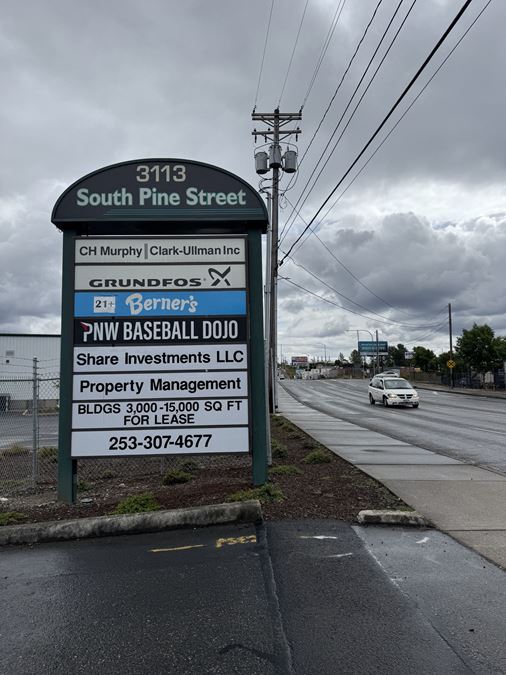 3113
South Pine Street
CH Murphy Clark-Ullman Inc
GRUNDFOS
21+ Berner's
PNW BASEBALL DOJO
Share Investments LLC
Property Management
BLDGS 3,000-15,000 SQ FT
FOR LEASE
253-307-4677